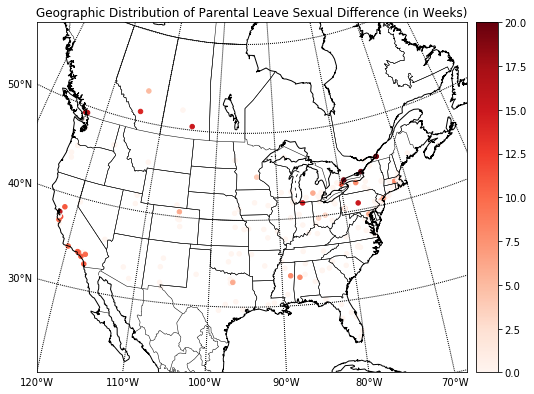 Geographic Distribution of Parental Leave Sexual Difference (in Weeks)
20.0
17.5
15.0
12.5
10.0
7.5
5.0
2.5
0.0
50°N
40°N
30°N
120°W 110°W 100°W 90°W 80°W 70°W